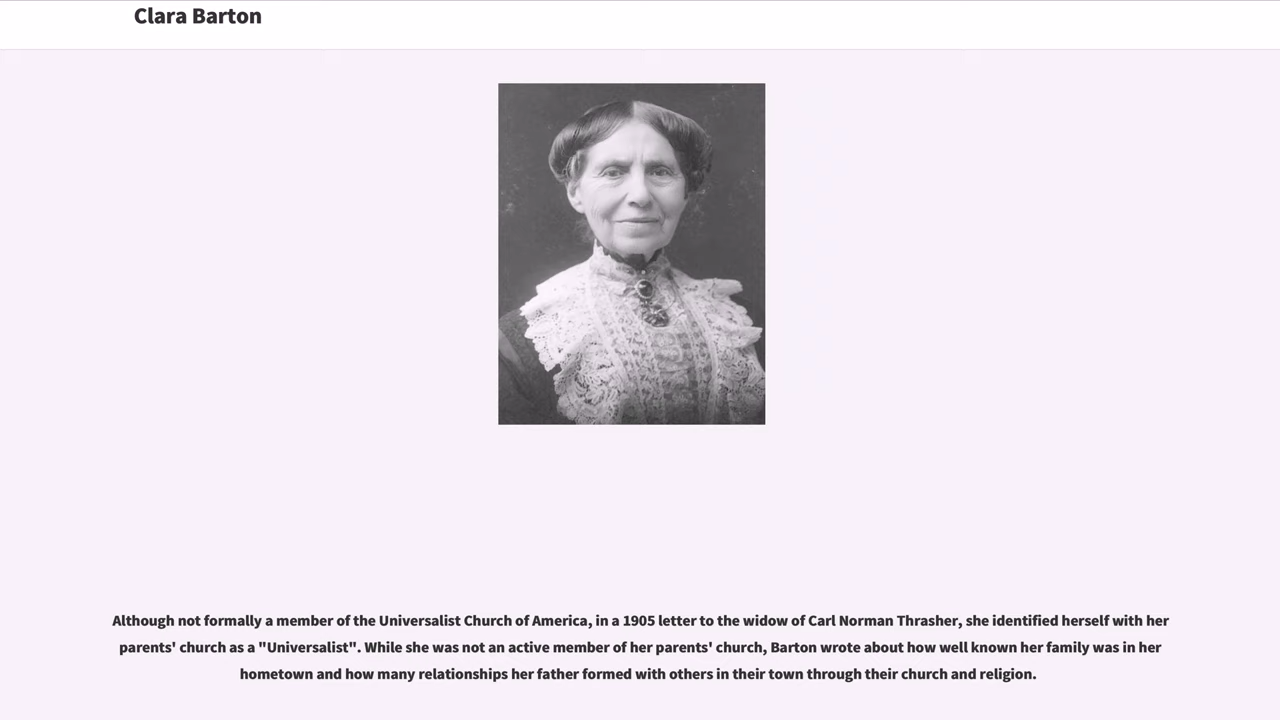 Clara Barton
Although not formally a member of the Universalist Church of America, in a 1905 letter to the widow of Carl Norman Thrasher, she identified herself with her
parents' church as a "Universalist". While she was not an active member of her parents' church, Barton wrote about how well known her family was in her
hometown and how many relationships her father formed with others in their town through their church and religion.